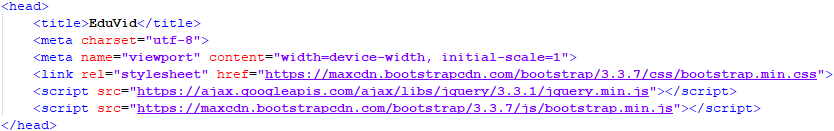 <head>
<title>EduVid</title>
<meta charset="utf-8">
<meta name="viewport" content="width=device-width, initial-scale=1">
<link rel="stylesheet" href="https://maxcdn.bootstrapcdn.com/bootstrap/3.3.7/css/bootstrap.min.css">
<script src="https://ajax.googleapis.com/ajax/libs/jquery/3.3.1/jquery.min.js"></script>
<script src="https://maxcdn.bootstrapcdn.com/bootstrap/3.3.7/js/bootstrap.min.js"></script>
</head>